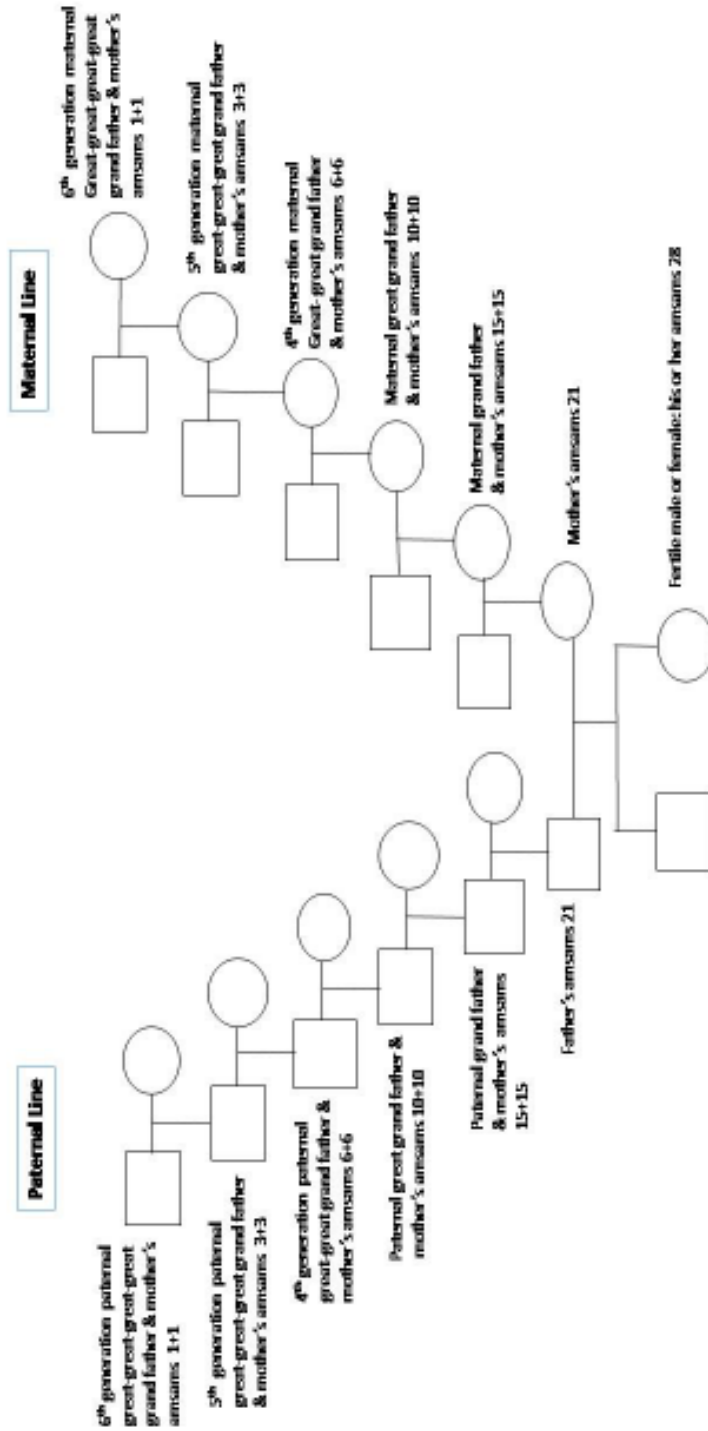 Paternal Line
Maternal Line
6th generation paternal
great-great-great-great
grand father & mother's
amsams 1+1
5th generation paternal
great-great-great grand father
& mother's amsams 3+3
4th generation paternal
great-great grand father &
mother's amsams 6+6
Paternal great grand father &
mother's amsams 10+10
Paternal grand father
& mother's amsams
15+15
Father's amsams 21
6th generation maternal
Great-great-great-great
grand father & mother's
amsams 1+1
5th generation maternal
great-great-great grand father
& mother's amsams 3+3
4th generation maternal
Great- great grand father
& mother's amsams 6+6
Maternal great grand father
& mother's amsams 10+10
Maternal grand father
& mother's amsams 15+15
Mother's amsams 21
Fertile male or female: his or her amsams 28